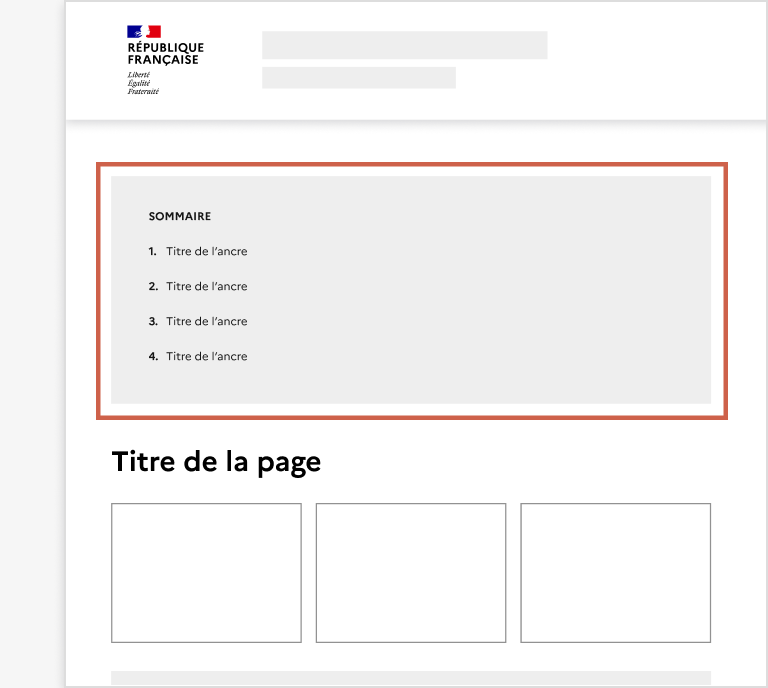 RÉPUBLIQUE
FRANÇAISE
Liberté
Égalité
Fraternité
SOMMAIRE
1. Titre de l’ancre
2. Titre de l’ancre
3. Titre de l’ancre
4. Titre de l’ancre
Titre de la page